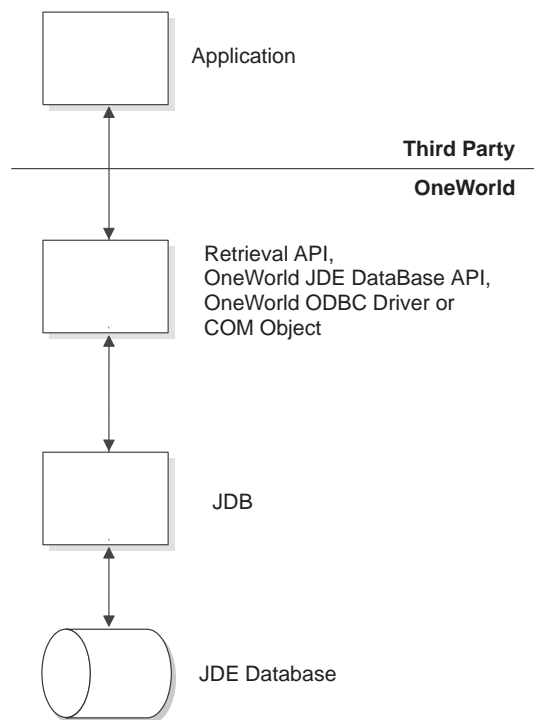 Application
Third Party
OneWorld
Retrieval API,
OneWorld JDE DataBase API,
OneWorld ODBC Driver or
COM Object
JDB
JDE Database